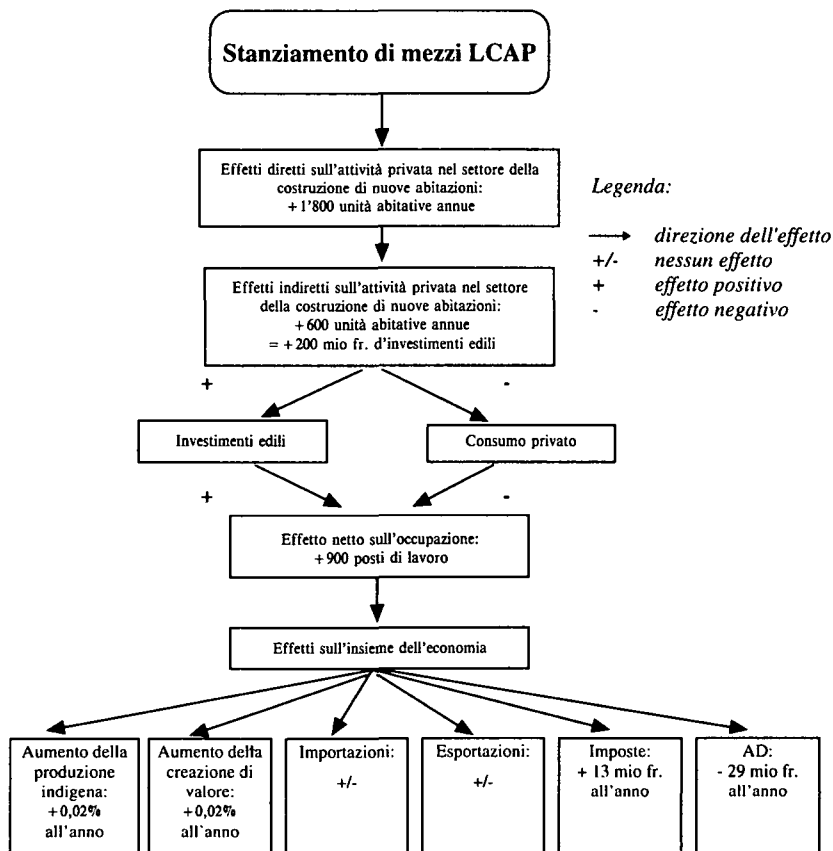 Stanziamento di mezzi LCAP
Effetti diretti sull'attività privata nel settore della
costruzione di nuove abitazioni:
+1'800 unità abitative annue
Legenda:
direzione dell'effetto
+/- nessun effetto
+ effetto positivo
- effetto negativo
Effetti indiretti sull'attività privata nel settore
della costruzione di nuove abitazioni:
+600 unità abitative annue
= +200 mio fr. d'investimenti edili
+ -
Investimenti edili
Consumo privato
+ -
Effetto netto sull'occupazione:
+900 posti di lavoro
Effetti sull'insieme dell'economia
Aumento della
produzione
indigena:
+0,02%
all'anno
Aumento della
creazione di
valore:
+0,02%
all'anno
Importazioni:
+/-
Esportazioni:
+/-
Imposte:
+ 13 mio fr.
all'anno
AD:
- 29 mio fr.
all'anno